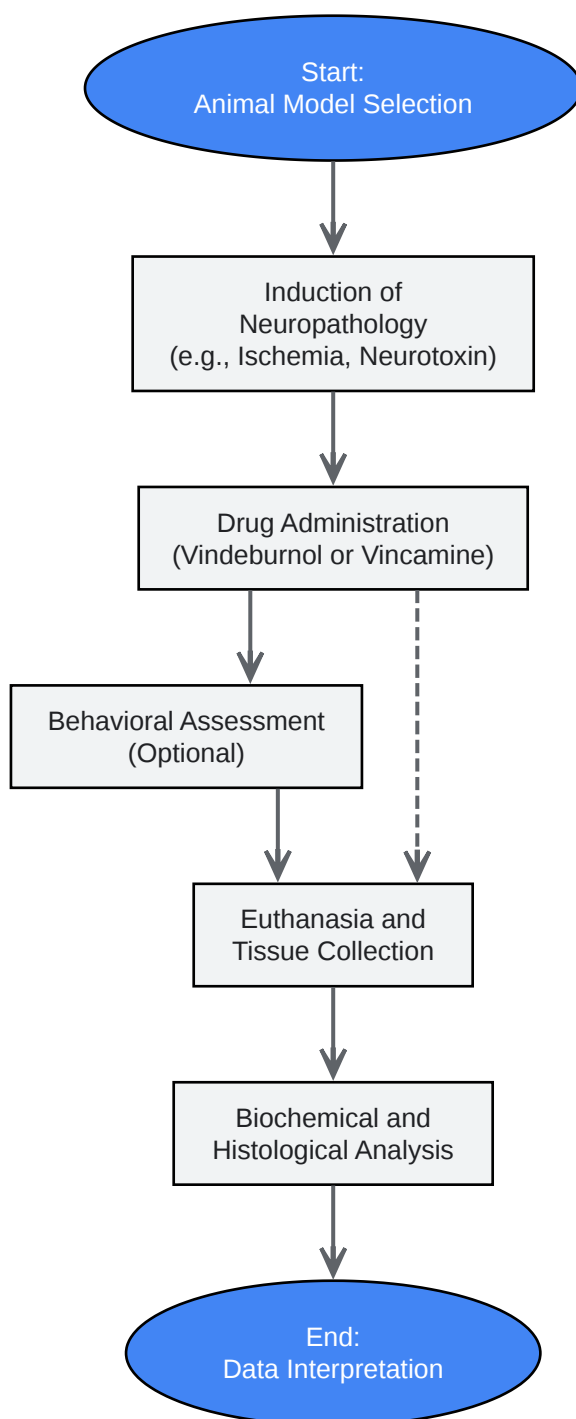 Start:
Animal Model Selection
Induction of
Neuropathology
(e.g., Ischemia, Neurotoxin)
Drug Administration
(Vindeburnol or Vincamine)
Behavioral Assessment
(Optional)
Euthanasia and
Tissue Collection
Biochemical and
Histological Analysis
End:
Data Interpretation